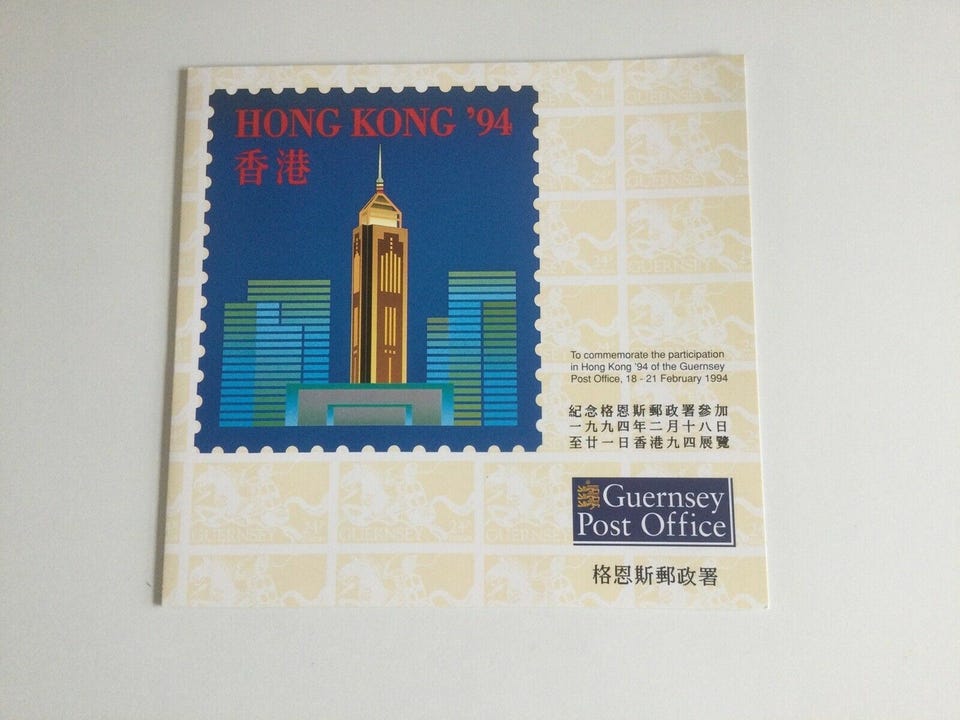 HONG KONG '94
香港
To commemorate the participation
in Hong Kong '94 of the Guernsey
Post Office, 18 - 21 February 1994
紀念格恩斯郵政署參加
一九九四年二月十八日
至廿一日香港九四展覽
Guernsey
Post Office
格恩斯郵政署